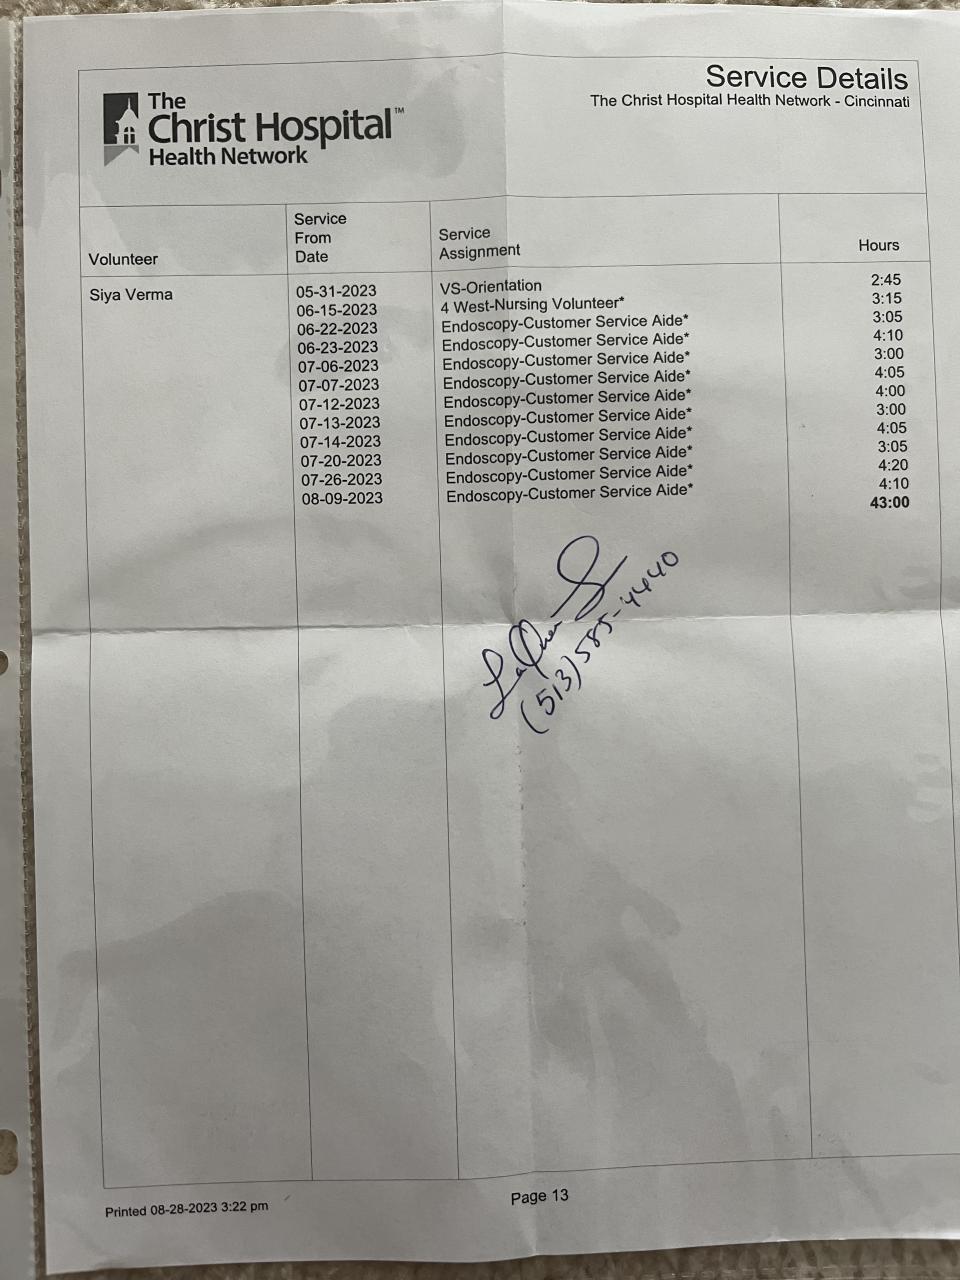 The
Christ Hospital™
Health Network
Service Details
The Christ Hospital Health Network - Cincinnati
Volunteer Service From Date Service Assignment Hours
Siya Verma 05-31-2023 VS-Orientation 2:45
06-15-2023 4 West-Nursing Volunteer* 3:15
06-22-2023 Endoscopy-Customer Service Aide* 3:05
06-23-2023 Endoscopy-Customer Service Aide* 4:10
07-06-2023 Endoscopy-Customer Service Aide* 3:00
07-07-2023 Endoscopy-Customer Service Aide* 4:05
07-12-2023 Endoscopy-Customer Service Aide* 4:00
07-13-2023 Endoscopy-Customer Service Aide* 3:00
07-14-2023 Endoscopy-Customer Service Aide* 4:05
07-20-2023 Endoscopy-Customer Service Aide* 3:05
07-26-2023 Endoscopy-Customer Service Aide* 4:20
08-09-2023 Endoscopy-Customer Service Aide* 4:10
43:00
(513) 585-4440
Printed 08-28-2023 3:22 pm
Page 13